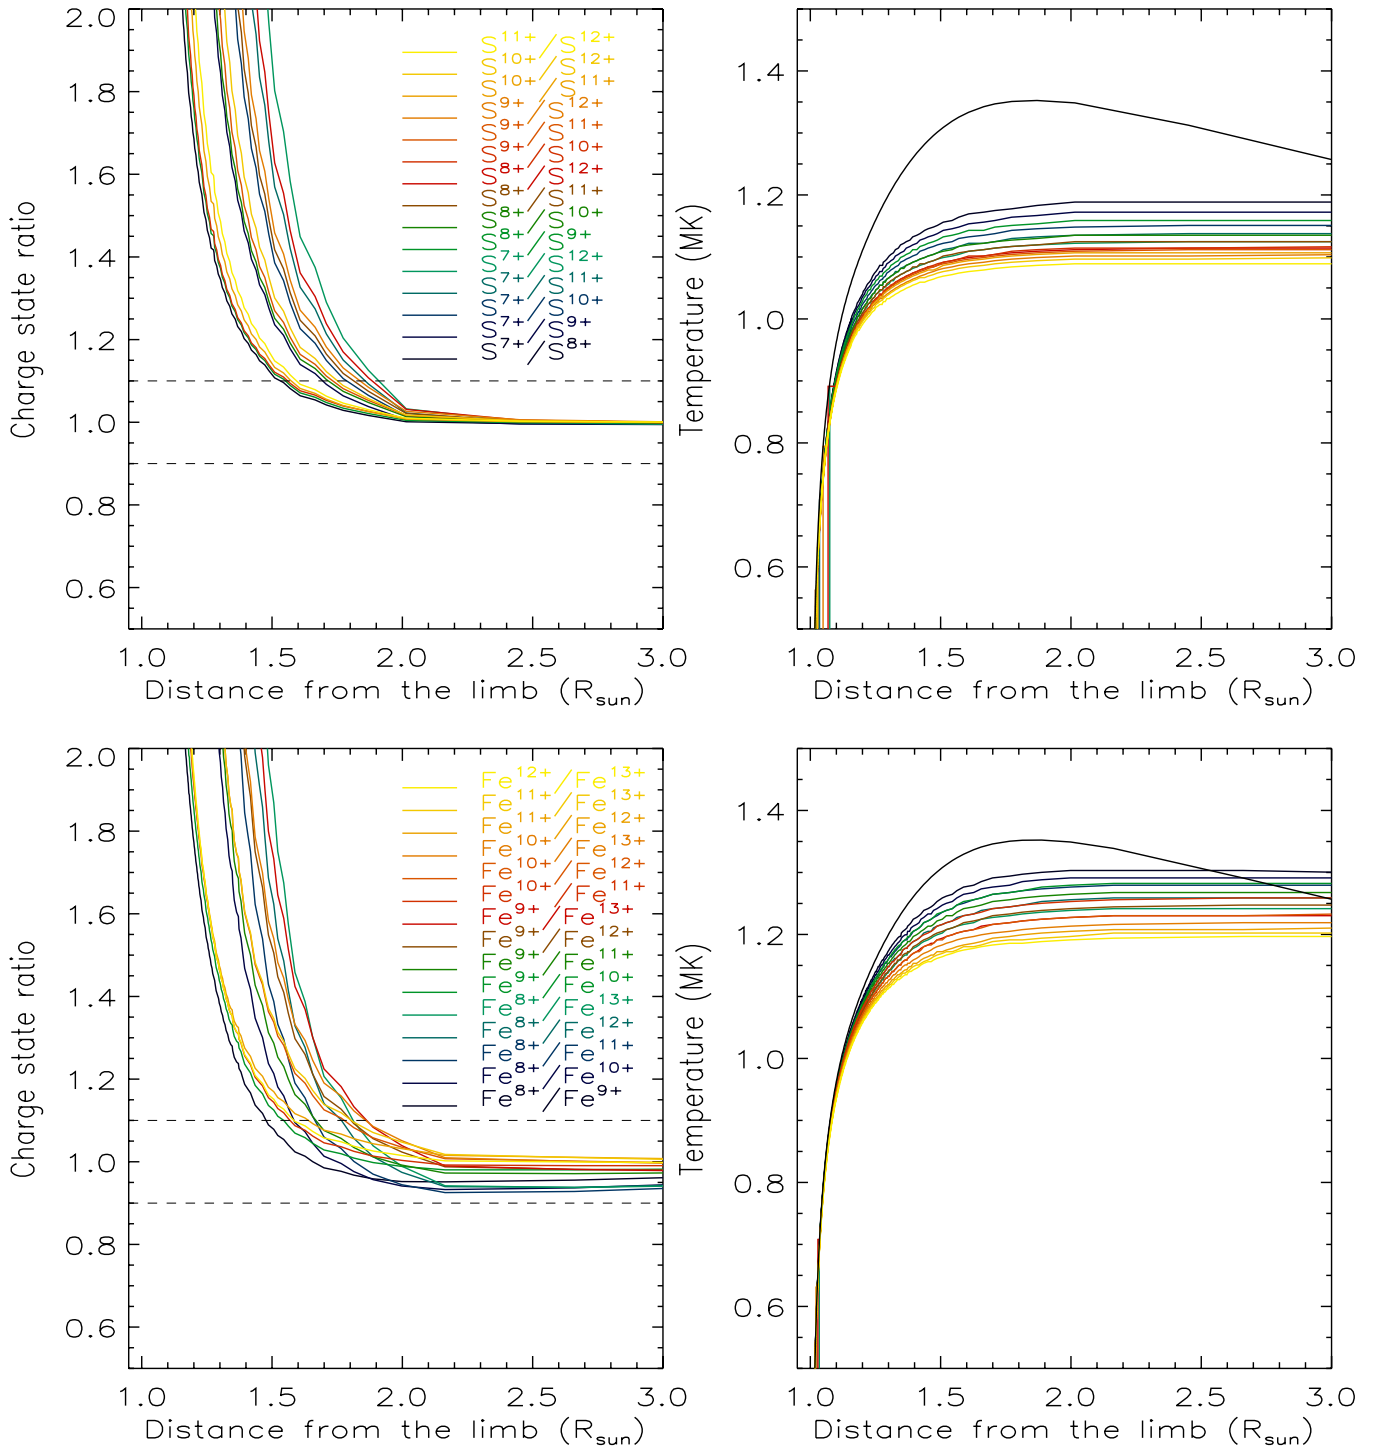 2.0
1.8
1.6
1.4
1.2
1.0
0.8
0.6
Charge state ratio
S11+/S12+
S10+/S12+
S10+/S11+
S9+/S12+
S9+/S11+
S9+/S10+
S8+/S12+
S8+/S11+
S8+/S10+
S8+/S9+
S7+/S12+
S7+/S11+
S7+/S10+
S7+/S9+
S7+/S8+
1.0 1.5 2.0 2.5 3.0
Distance from the limb (Rsun)
1.4
1.2
1.0
0.8
0.6
Temperature (MK)
1.0 1.5 2.0 2.5 3.0
Distance from the limb (Rsun)
2.0
1.8
1.6
1.4
1.2
1.0
0.8
0.6
Charge state ratio
Fe12+/Fe13+
Fe11+/Fe13+
Fe11+/Fe12+
Fe10+/Fe13+
Fe10+/Fe12+
Fe10+/Fe11+
Fe9+/Fe13+
Fe9+/Fe12+
Fe9+/Fe11+
Fe9+/Fe10+
Fe8+/Fe13+
Fe8+/Fe12+
Fe8+/Fe11+
Fe8+/Fe10+
Fe8+/Fe9+
1.0 1.5 2.0 2.5 3.0
Distance from the limb (Rsun)
1.4
1.2
1.0
0.8
0.6
Temperature (MK)
1.0 1.5 2.0 2.5 3.0
Distance from the limb (Rsun)